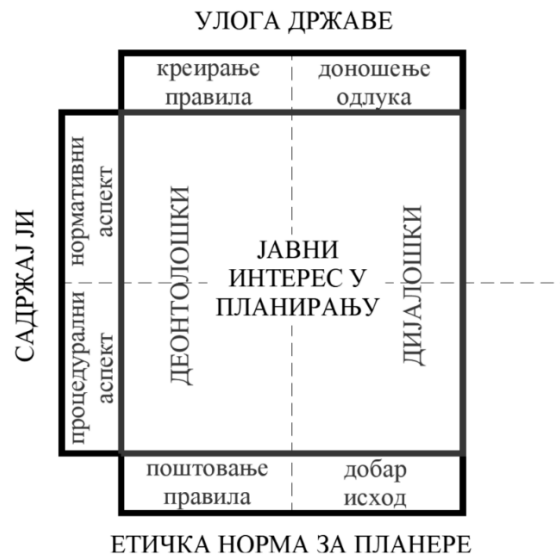 УЛОГА ДРЖАВЕ
креирање
правила
доношење
одлука
САДРЖАЈ ЈИ
нормативни
аспект
процедурални
аспект
ДЕОНТОЛОШКИ
ЈАВНИ
ИНТЕРЕС У
ПЛАНИРАЊУ
ДИЈАЛОШКИ
поштовање
правила
добар
исход
ЕТИЧКА НОРМА ЗА ПЛАНЕРЕ